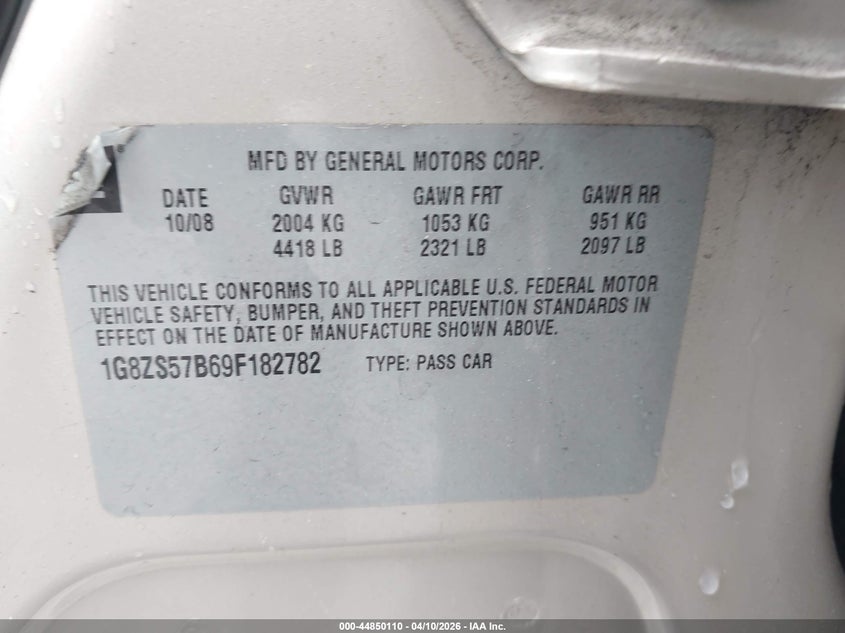 MFD BY GENERAL MOTORS CORP.
DATE GVWR GAWR FRT GAWR RR
10/08 2004 KG 1053 KG 951 KG
4418 LB 2321 LB 2097 LB
THIS VEHICLE CONFORMS TO ALL APPLICABLE U.S. FEDERAL MOTOR
VEHICLE SAFETY, BUMPER, AND THEFT PREVENTION STANDARDS IN
EFFECT ON THE DATE OF MANUFACTURE SHOWN ABOVE.
1G8ZS57B69F182782 TYPE: PASS CAR
000-44850110 - 04/10/2026 - IAA Inc.